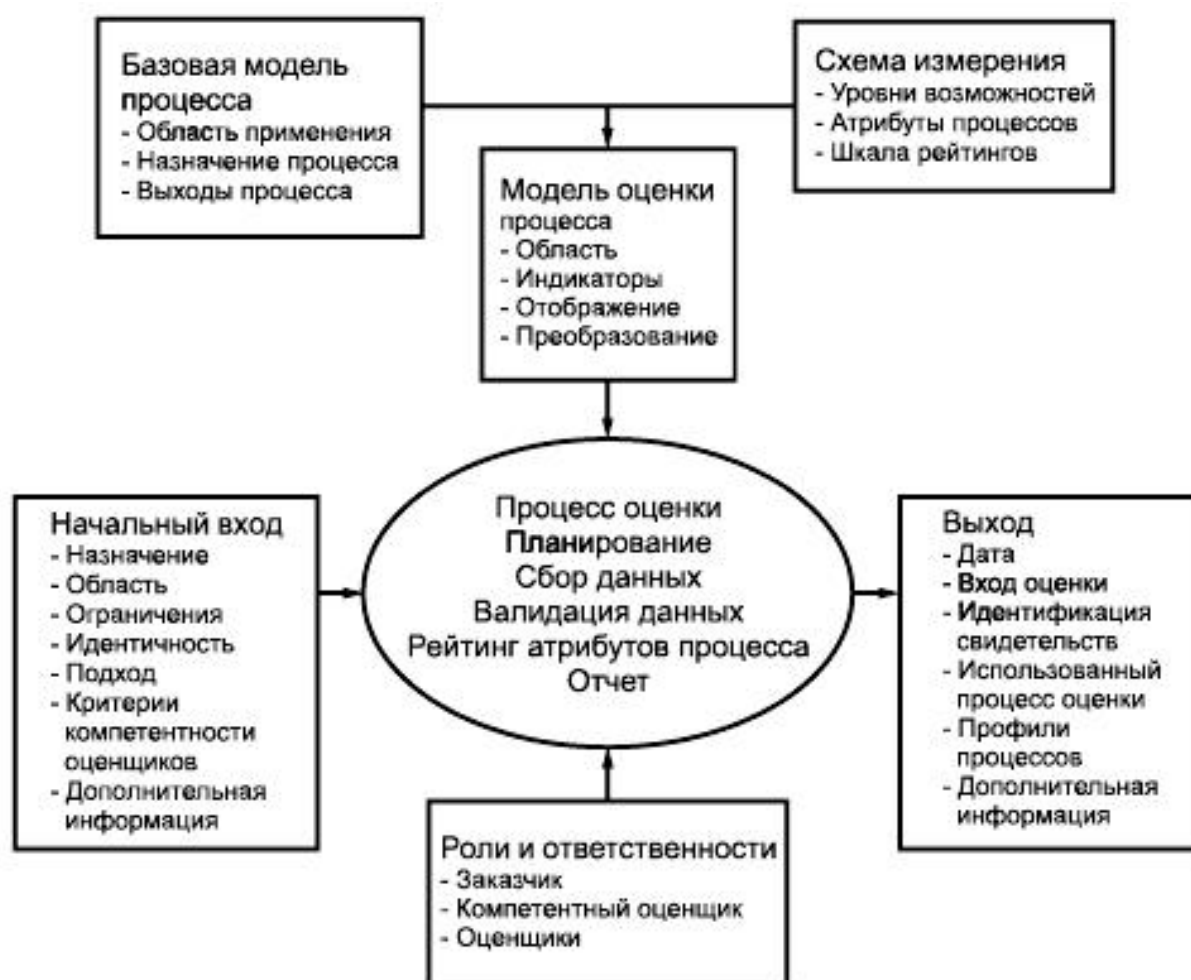 Базовая модель
процесса
- Область применения
- Назначение процесса
- Выходы процесса
Схема измерения
- Уровни возможностей
- Атрибуты процессов
- Шкала рейтингов
Модель оценки
процесса
- Область
- Индикаторы
- Отображение
- Преобразование
Начальный вход
- Назначение
- Область
- Ограничения
- Идентичность
- Подход
- Критерии
компетентности
оценщиков
- Дополнительная
информация
Процесс оценки
Планирование
Сбор данных
Валидация данных
Рейтинг атрибутов процесса
Отчет
Выход
- Дата
- Вход оценки
- Идентификация
свидетельств
- Использованный
процесс оценки
- Профили
процессов
- Дополнительная
информация
Роли и ответственности
- Заказчик
- Компетентный оценщик
- Оценщики